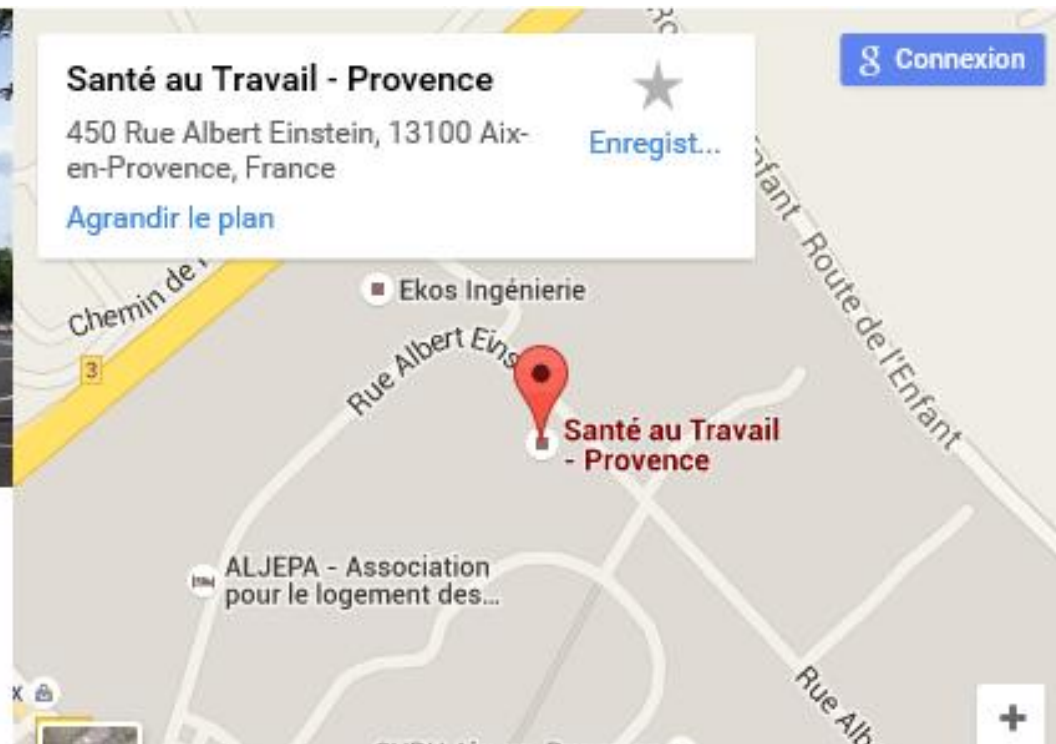 Santé au Travail - Provence
450 Rue Albert Einstein, 13100 Aix-
en-Provence, France
Agrandir le plan
Enregist...
g Connexion
Enfant - Route de l'Enfant
Chemin de
Ekos Ingénierie
3
Rue Albert Eins
Santé au Travail
- Provence
ALJEPA - Association
pour le logement des...
x
Rue Alb
+